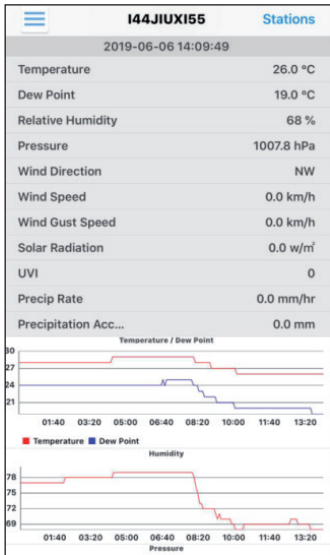 I44JIUXI55 Stations
2019-06-06 14:09:49
Temperature 26.0 °C
Dew Point 19.0 °C
Relative Humidity 68 %
Pressure 1007.8 hPa
Wind Direction NW
Wind Speed 0.0 km/h
Wind Gust Speed 0.0 km/h
Solar Radiation 0.0 w/㎡
UVI 0
Precip Rate 0.0 mm/hr
Precipitation Acc... 0.0 mm
Temperature / Dew Point
30
27
24
21
01:40 03:20 05:00 06:40 08:20 10:00 11:40 13:20
Temperature Dew Point
Humidity
78
75
72
69
01:40 03:20 05:00 06:40 08:20 10:00 11:40 13:20
Pressure